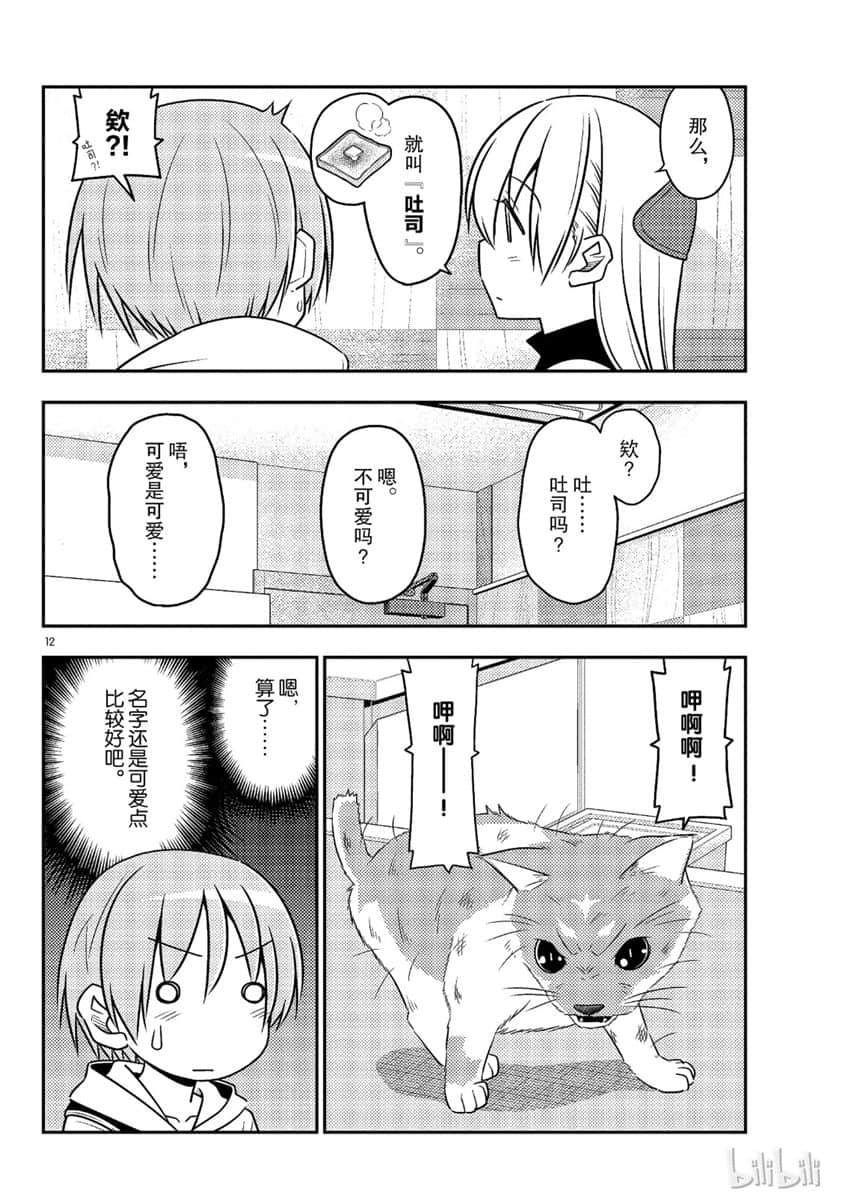 那么，
就叫
『吐司』。
欸?!
吐司?!
欸？
吐……
吐司吗？
嗯。
不可爱吗？
唔，
可爱是可爱……
12
呷啊啊！
呷啊——！
嗯，
算了……
名字还是可爱点
比较好吧。
bilibili